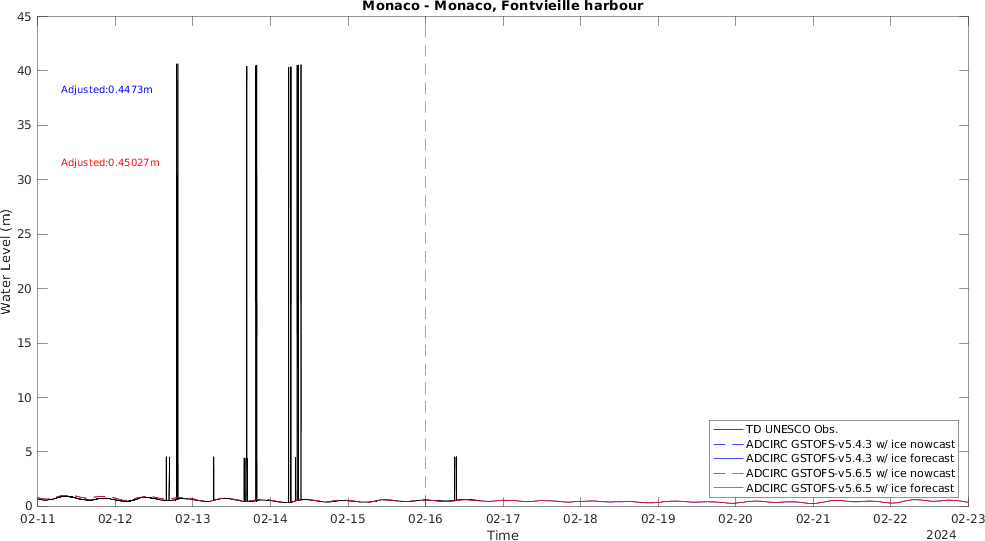 Monaco - Monaco, Fontvieille harbour
45
40
35
30
25
20
15
10
5
0
Water Level (m)
Adjusted:0.4473m
Adjusted:0.45027m
TD UNESCO Obs.
ADCIRC GSTOFS-v5.4.3 w/ ice nowcast
ADCIRC GSTOFS-v5.4.3 w/ ice forecast
ADCIRC GSTOFS-v5.6.5 w/ ice nowcast
ADCIRC GSTOFS-v5.6.5 w/ ice forecast
02-11 02-12 02-13 02-14 02-15 02-16 02-17 02-18 02-19 02-20 02-21 02-22 02-23
Time
2024